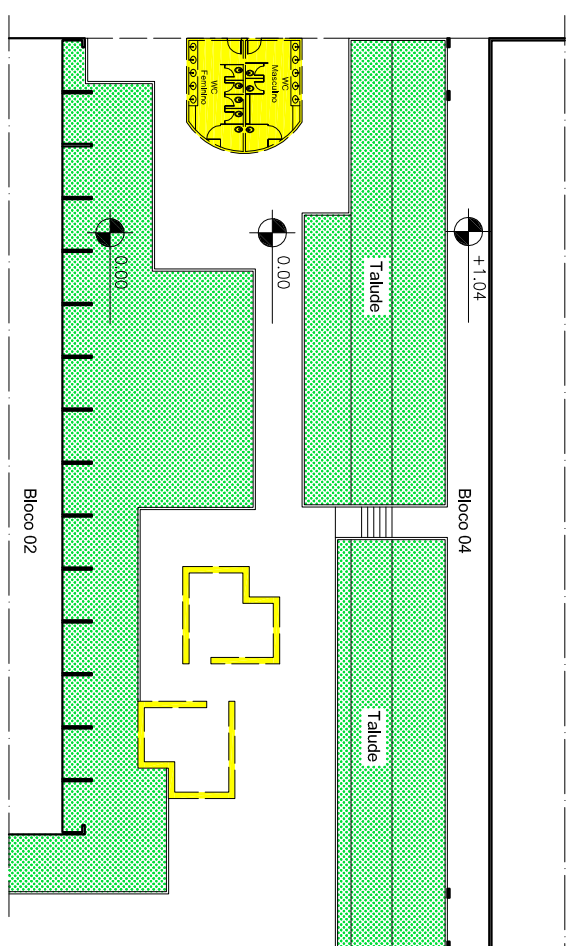 WC
Masculino
WC
Feminino
+1.04
0.00
0.00
Talude
Bloco 04
Bloco 02
Talude